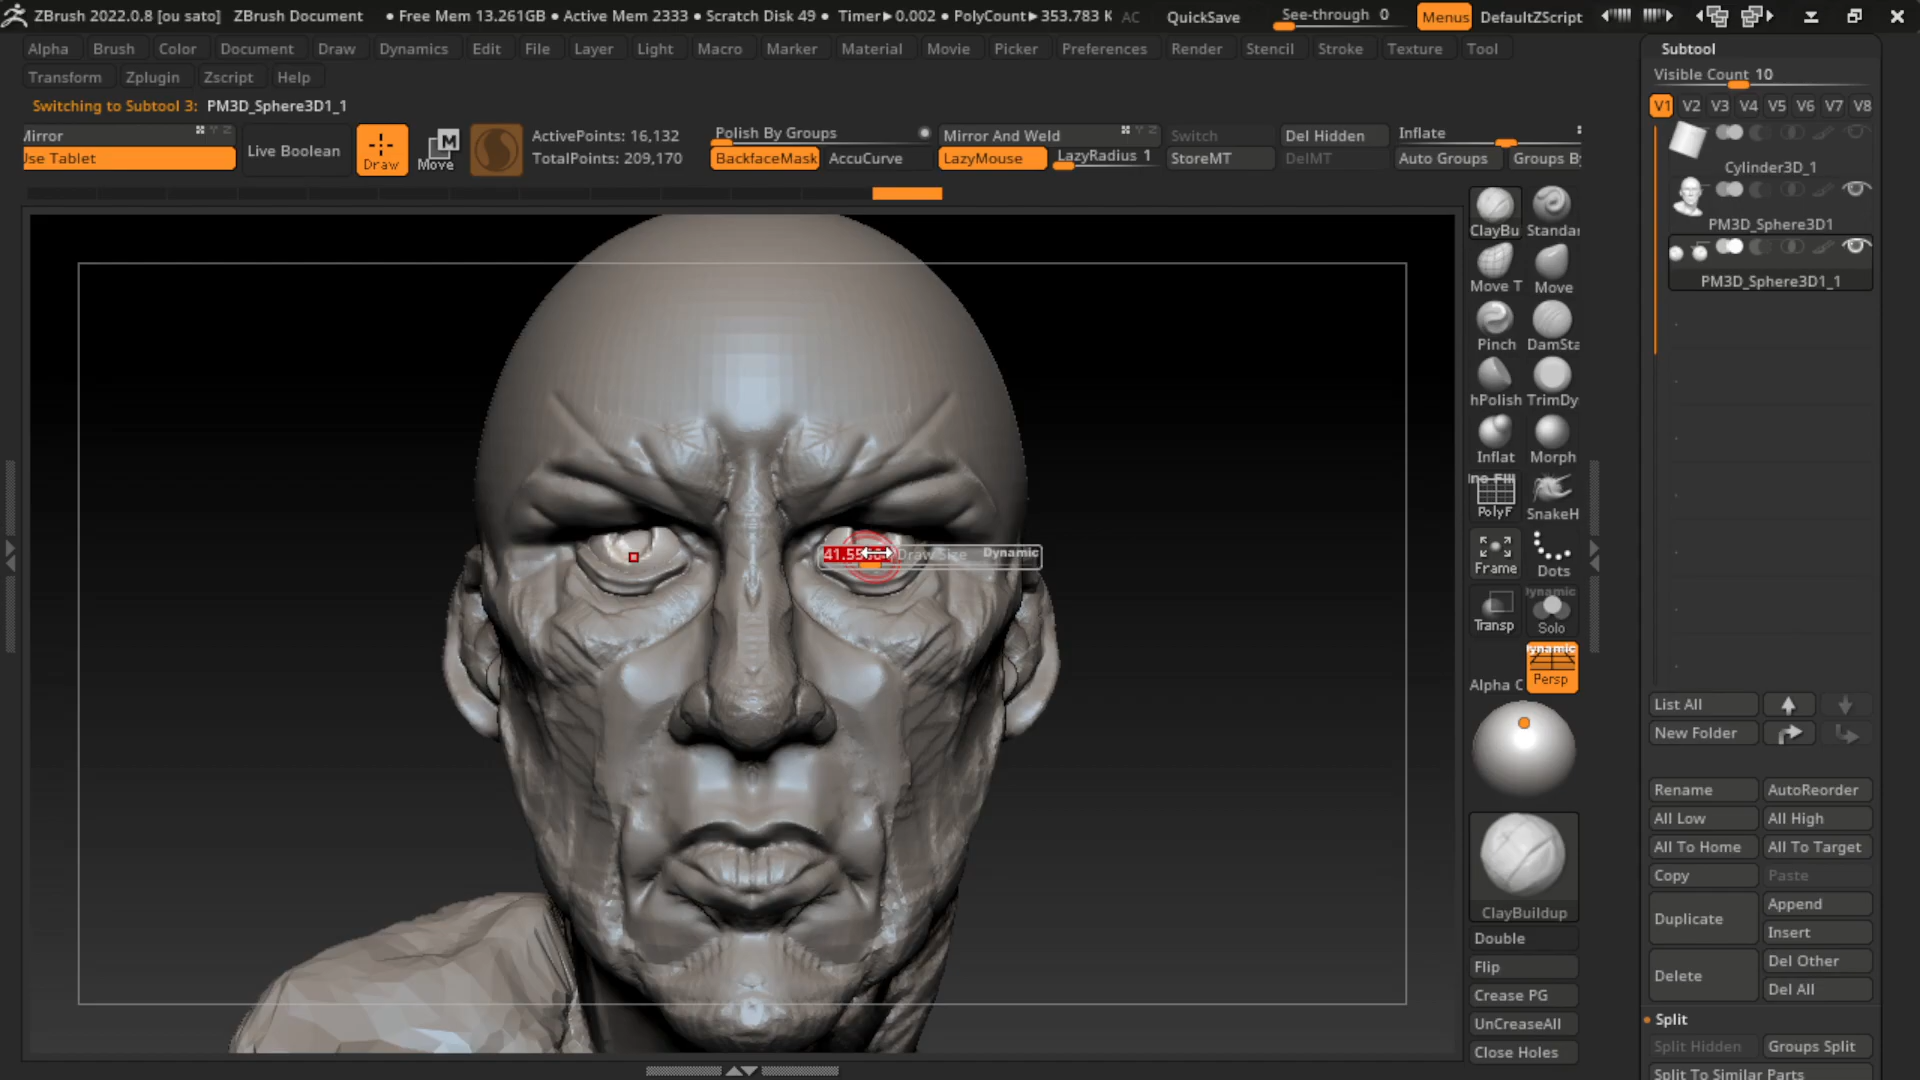 ZBrush 2022.0.8 [ou sato] ZBrush Document • Free Mem 13.261GB • Active Mem 2333 • Scratch Disk 49 • Timer▶0.002 • PolyCount▶353.783 K AC QuickSave See-through 0 Menus DefaultZScript
Alpha Brush Color Document Draw Dynamics Edit File Layer Light Macro Marker Material Movie Picker Preferences Render Stencil Stroke Texture Tool
Transform Zplugin Zscript Help
Switching to Subtool 3: PM3D_Sphere3D1_1
Mirror
Use Tablet
Live Boolean
Draw
Move
ActivePoints: 16,132
TotalPoints: 209,170
Polish By Groups
BackfaceMask AccuCurve
Mirror And Weld
LazyMouse LazyRadius 1
Switch
StoreMT
Del Hidden
DelMT
Inflate
Auto Groups Groups By
Draw Size Dynamic
ClayBu Standar
Move T Move
Pinch DamSta
hPolish TrimDy
Inflat Morph
PolyF SnakeH
Frame Dots
Dynamic
Transp Solo
Dynamic
Alpha C Persp
ClayBuildup
Double
Flip
Crease PG
UnCreaseAll
Close Holes
Subtool
Visible Count 10
V1 V2 V3 V4 V5 V6 V7 V8
Cylinder3D_1
PM3D_Sphere3D1
PM3D_Sphere3D1_1
List All
New Folder
Rename AutoReorder
All Low All High
All To Home All To Target
Copy Paste
Duplicate Append
Insert
Delete Del Other
Del All
Split
Split Hidden Groups Split
Split To Similar Parts